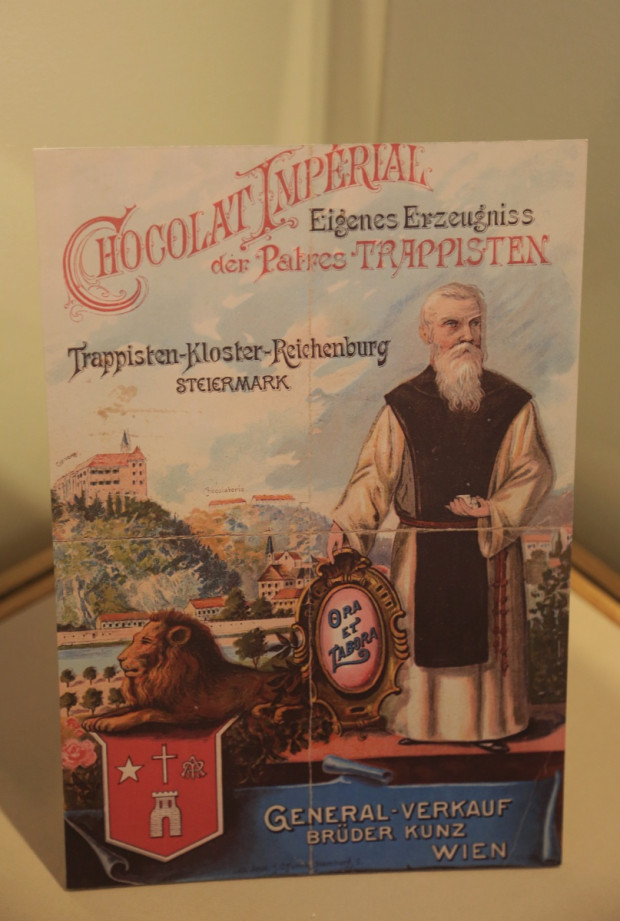 CHOCOLAT IMPÉRIAL
Eigenes Erzeugniss
der Patres TRAPPISTEN
Trappisten-Kloster-Reichenburg
STEIERMARK
ORA
ET
LABORA
GENERAL-VERKAUF
BRÜDER KUNZ
WIEN